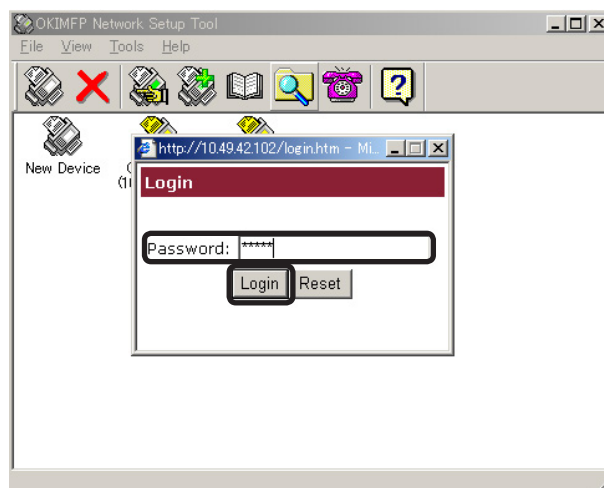 OKIMFP Network Setup Tool
File View Tools Help
New Device
http://10.49.42.102/login.htm - Mi...
Login
Password: *****
Login Reset